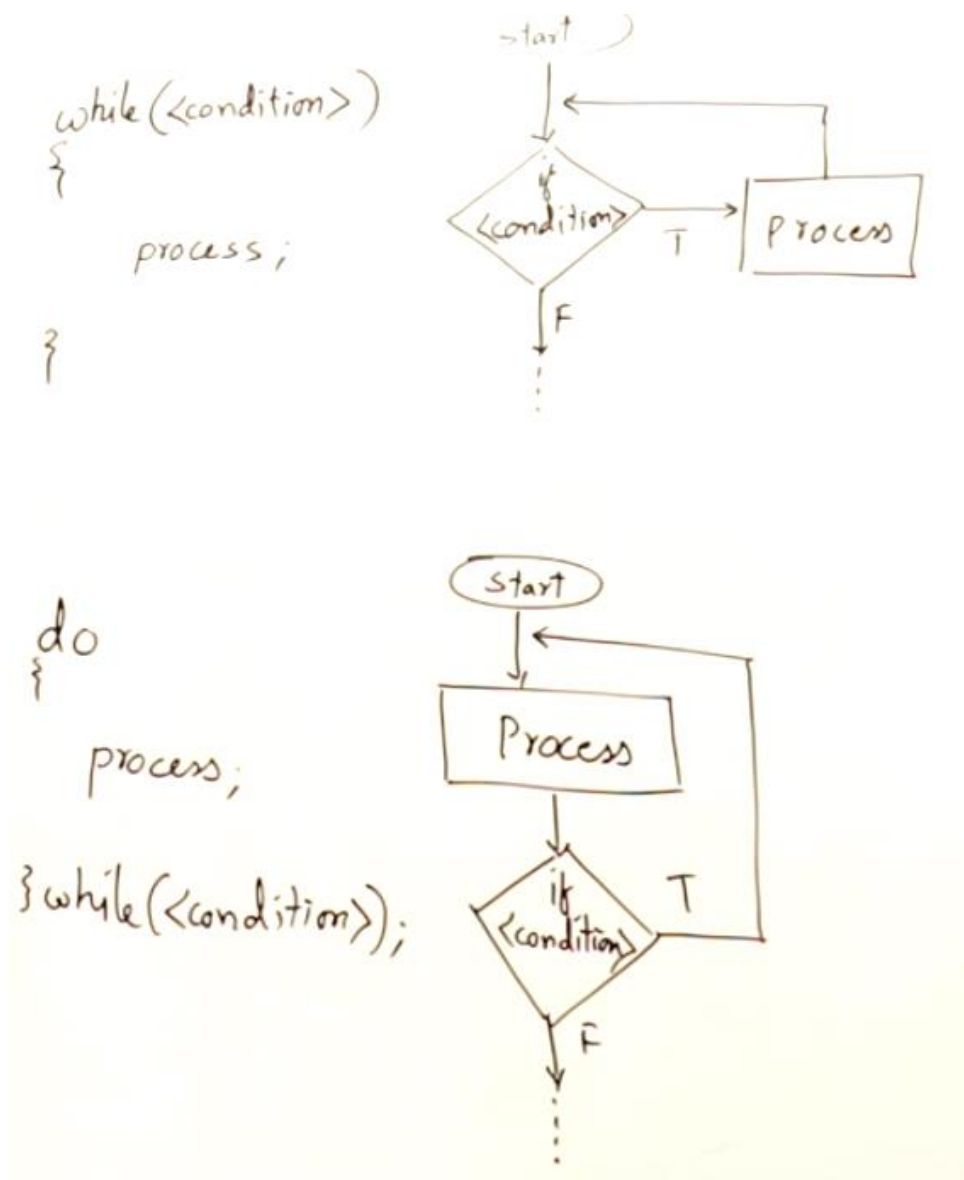 while(<condition>)
{
process;
}
start
if
<condition>
T
Process
F
do
{
process;
}while(<condition>);
Start
Process
if
<condition>
T
F